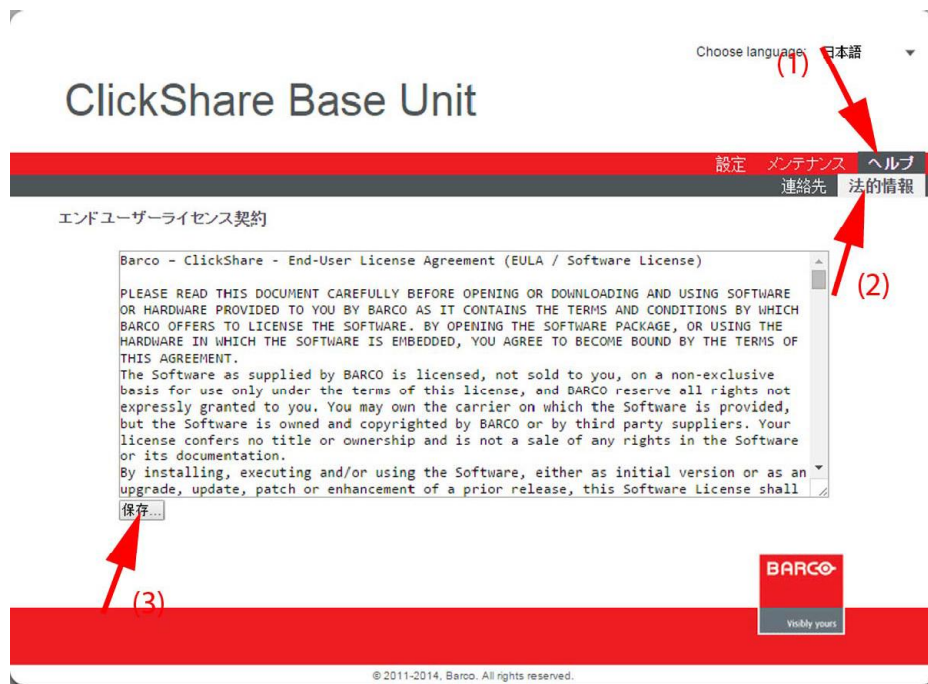 Choose language: 日本語
(1)
ClickShare Base Unit
設定 メンテナンス ヘルプ
連絡先 法的情報
エンドユーザーライセンス契約
(2)
Barco – ClickShare - End-User License Agreement (EULA / Software License)
PLEASE READ THIS DOCUMENT CAREFULLY BEFORE OPENING OR DOWNLOADING AND USING SOFTWARE
OR HARDWARE PROVIDED TO YOU BY BARCO AS IT CONTAINS THE TERMS AND CONDITIONS BY WHICH
BARCO OFFERS TO LICENSE THE SOFTWARE. BY OPENING THE SOFTWARE PACKAGE, OR USING THE
HARDWARE IN WHICH THE SOFTWARE IS EMBEDDED, YOU AGREE TO BECOME BOUND BY THE TERMS OF
THIS AGREEMENT.
The Software as supplied by BARCO is licensed, not sold to you, on a non-exclusive
basis for use only under the terms of this license, and BARCO reserve all rights not
expressly granted to you. You may own the carrier on which the Software is provided,
but the Software is owned and copyrighted by BARCO or by third party suppliers. Your
license confers no title or ownership and is not a sale of any rights in the Software
or its documentation.
By installing, executing and/or using the Software, either as initial version or as an
upgrade, update, patch or enhancement of a prior release, this Software License shall
保存...
(3)
BARCO
Visibly yours
© 2011-2014, Barco. All rights reserved.